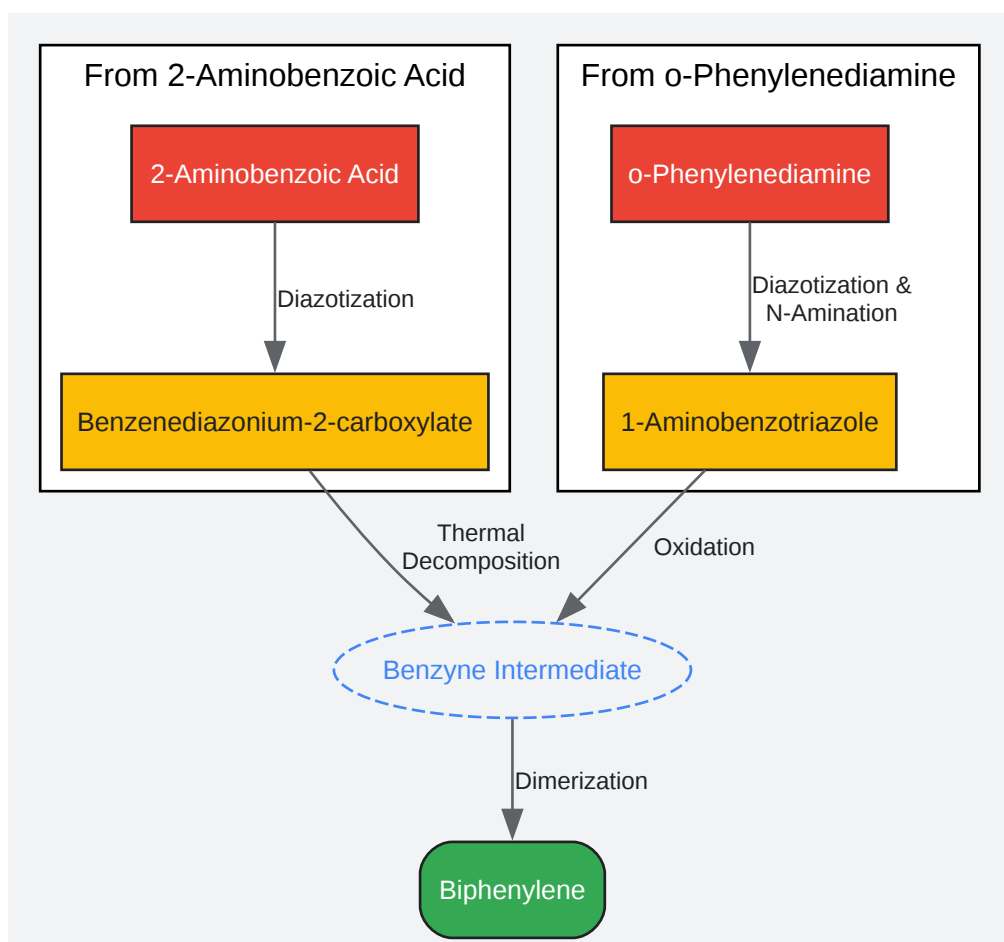 From 2-Aminobenzoic Acid
2-Aminobenzoic Acid
Diazotization
Benzenediazonium-2-carboxylate
From o-Phenylenediamine
o-Phenylenediamine
Diazotization &
N-Amination
1-Aminobenzotriazole
Thermal
Decomposition
Oxidation
Benzyne Intermediate
Dimerization
Biphenylene